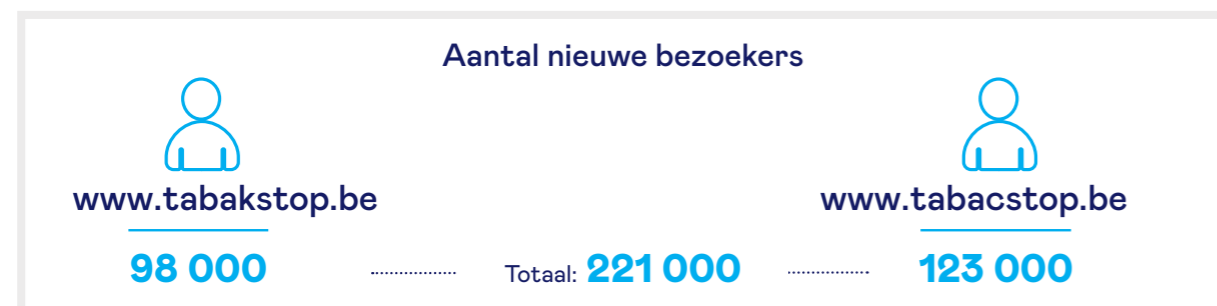 Aantal nieuwe bezoekers
www.tabakstop.be
www.tabacstop.be
98 000
Totaal: 221 000
123 000